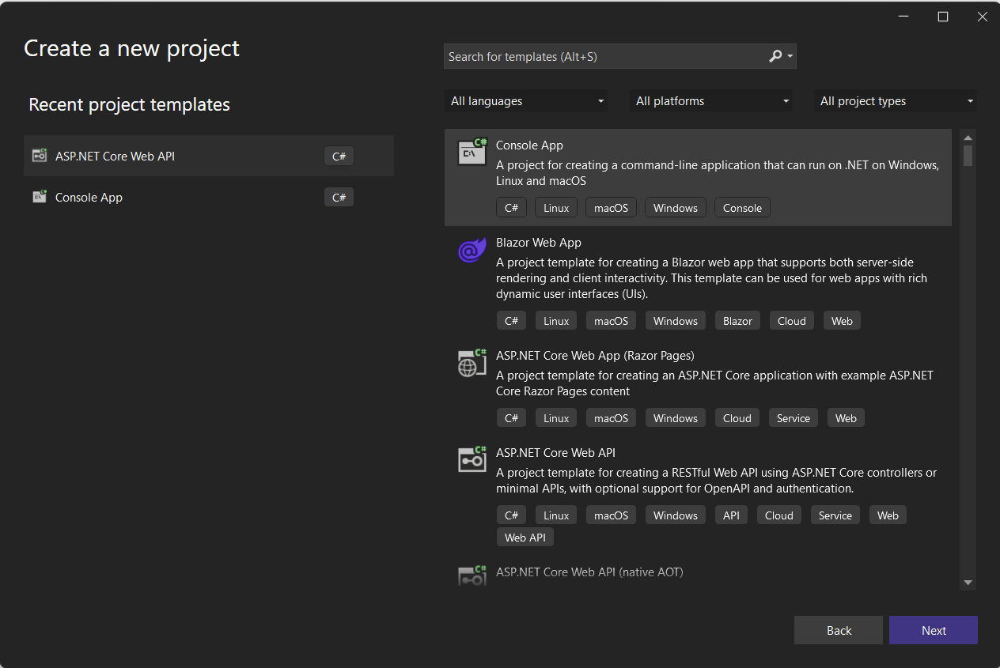 Create a new project
Recent project templates
ASP.NET Core Web API C#
Console App C#
Search for templates (Alt+S)
All languages All platforms All project types
Console App
A project for creating a command-line application that can run on .NET on Windows,
Linux and macOS
C# Linux macOS Windows Console
Blazor Web App
A project template for creating a Blazor web app that supports both server-side
rendering and client interactivity. This template can be used for web apps with rich
dynamic user interfaces (UIs).
C# Linux macOS Windows Blazor Cloud Web
ASP.NET Core Web App (Razor Pages)
A project template for creating an ASP.NET Core application with example ASP.NET
Core Razor Pages content
C# Linux macOS Windows Cloud Service Web
ASP.NET Core Web API
A project template for creating a RESTful Web API using ASP.NET Core controllers or
minimal APIs, with optional support for OpenAPI and authentication.
C# Linux macOS Windows API Cloud Service Web
Web API
ASP.NET Core Web API (native AOT)
Back Next